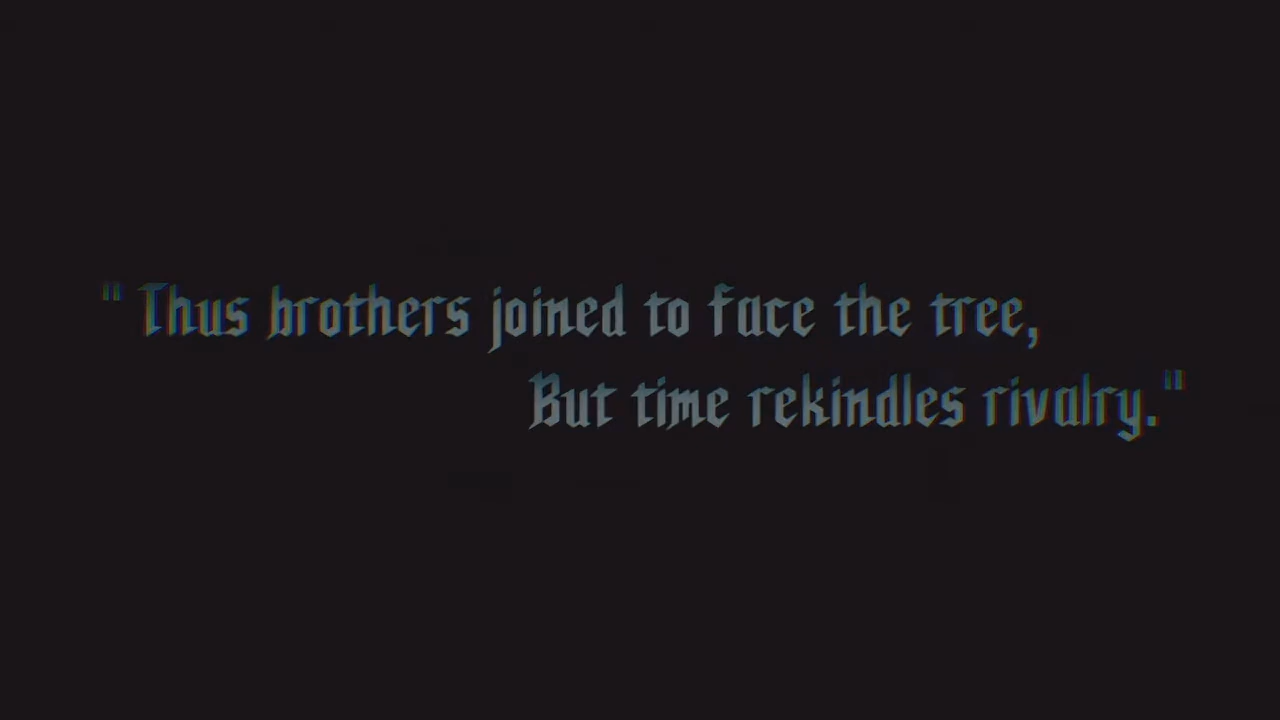 " Thus brothers joined to face the tree,
But time rekindles rivalry."